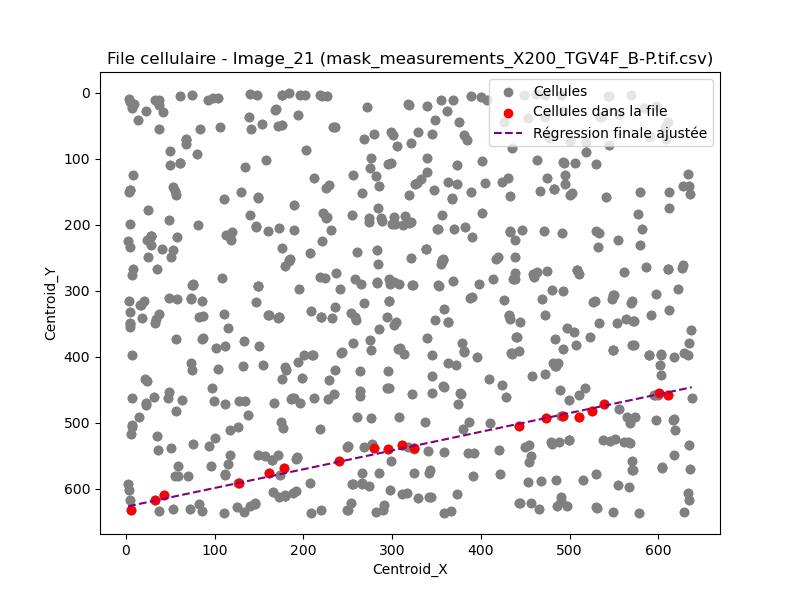 File cellulaire - Image_21 (mask_measurements_X200_TGV4F_B-P.tif.csv)
Cellules
Cellules dans la file
Régression finale ajustée
0
100
200
300
400
500
600
Centroid_Y
0 100 200 300 400 500 600
Centroid_X